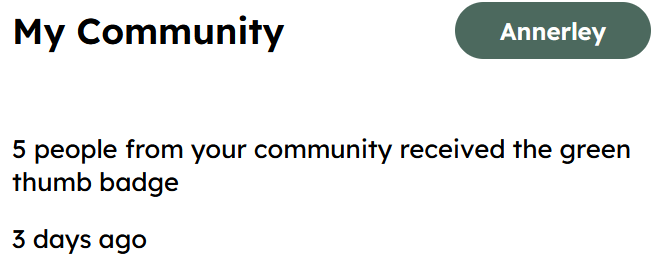 My Community
Annerley
5 people from your community received the green
thumb badge
3 days ago